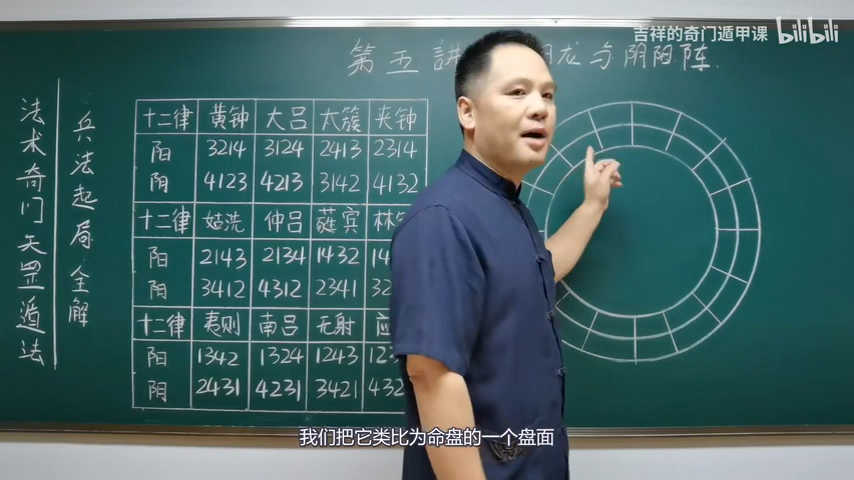 吉祥的奇门遁甲课 bilibili
第五讲 阴龙与阴阳阵
法术奇门天罡遁法
兵法起局全解
十二律 黄钟 大吕 太簇 夹钟
阳 3214 3124 2413 2314
阴 4123 4213 3142 4132
十二律 姑洗 仲吕 蕤宾 林
阳 2143 2134 1432 14
阴 3412 4312 2341 32
十二律 夷则 南吕 无射 应
阳 1342 1324 1243 123
阴 2431 4231 3421 432
我们把它类比为命盘的一个盘面